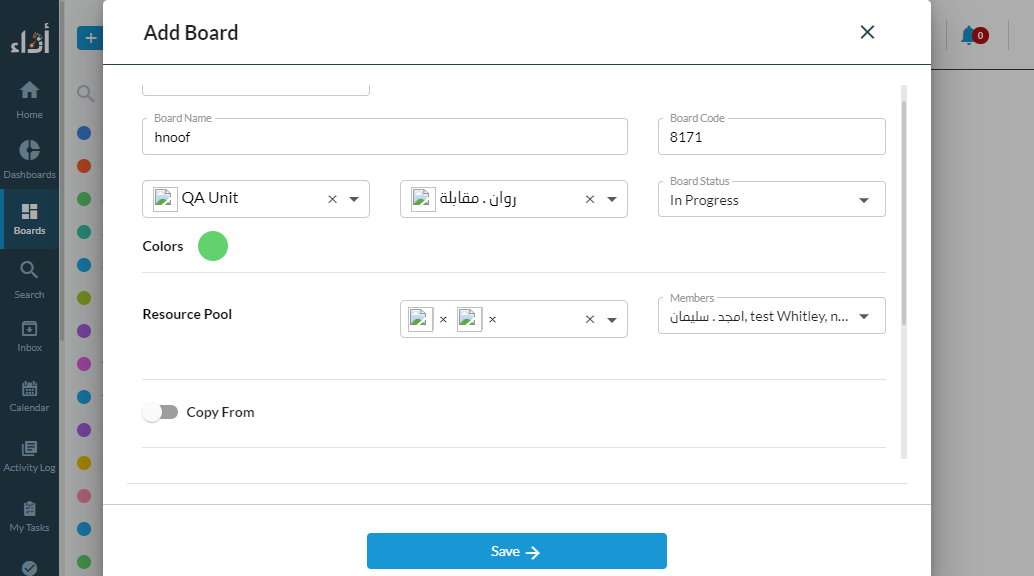 أداء
+
Add Board
0
Home
Board Name
hnoof
Board Code
8171
Dashboards
QA Unit
روان . مقابلة
Board Status
In Progress
Boards
Colors
Search
Resource Pool
Members
امجد . سليمان, test Whitley, n...
Inbox
Calendar
Copy From
Activity Log
My Tasks
Save